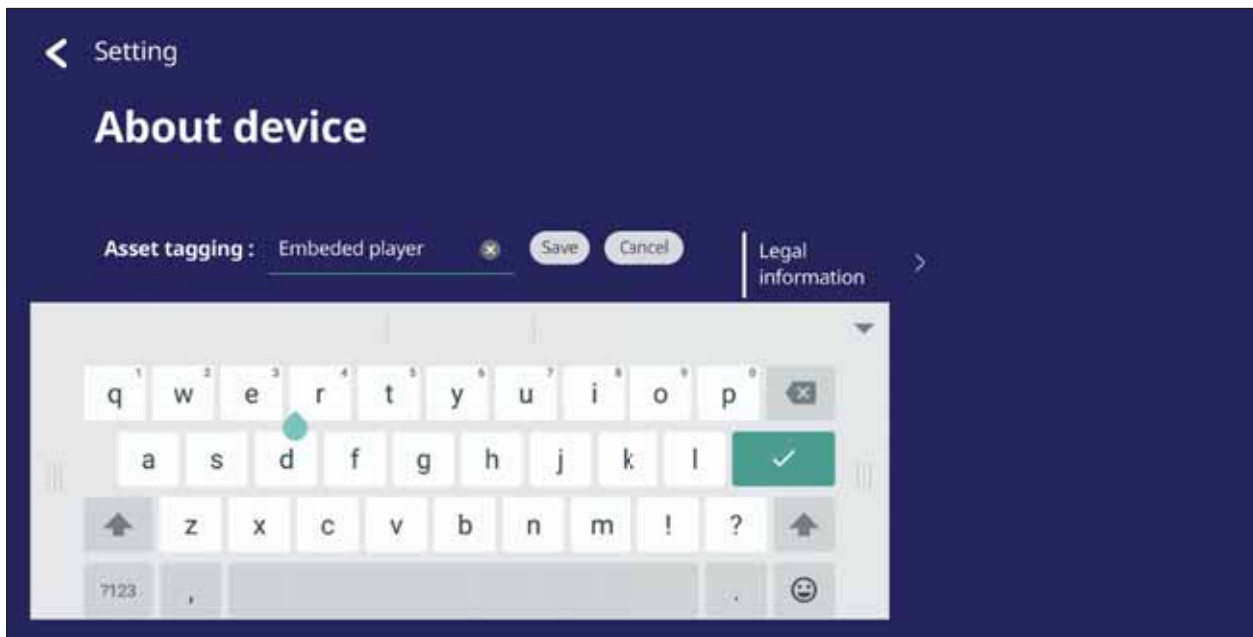 Setting
About device
Asset tagging : Embeded player Save Cancel
Legal
information
1 2 3 4 5 6 7 8 9 0
q w e r t y u i o p
a s d f g h j k l
z x c v b n m ! ?
?123 , .